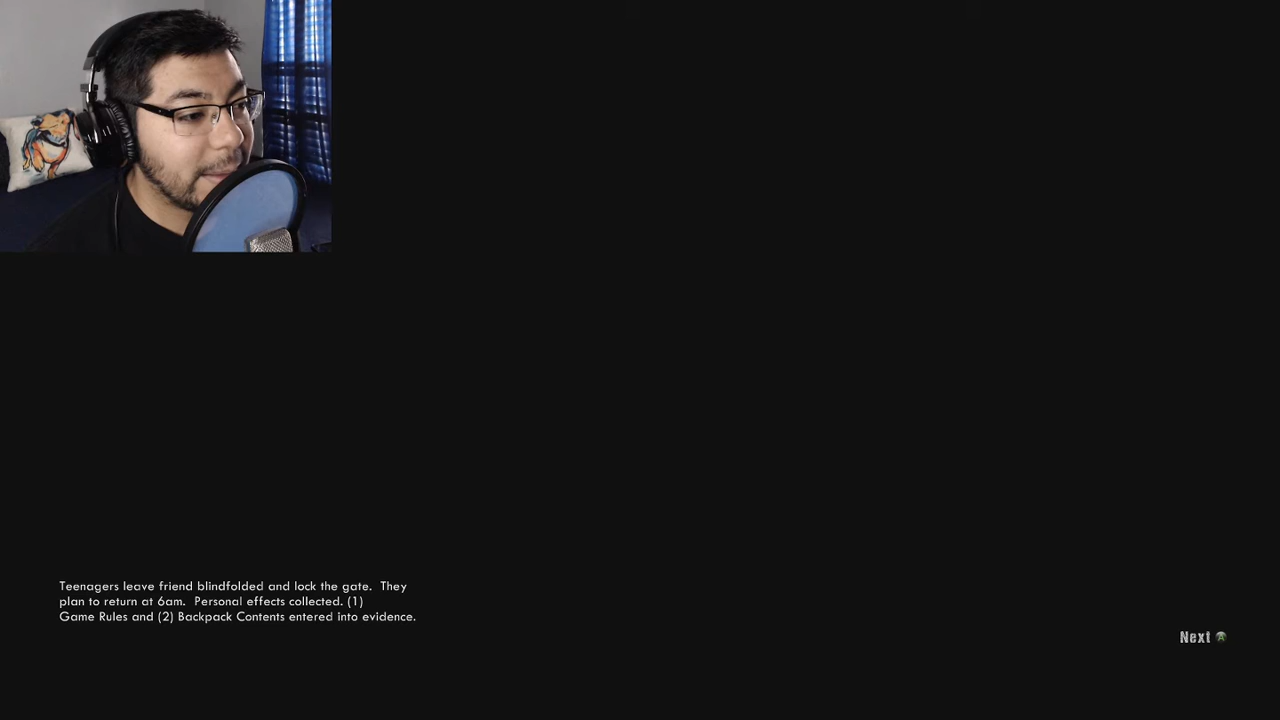 Teenagers leave friend blindfolded and lock the gate.  They
plan to return at 6am.  Personal effects collected. (1)
Game Rules and (2) Backpack Contents entered into evidence.
Next A